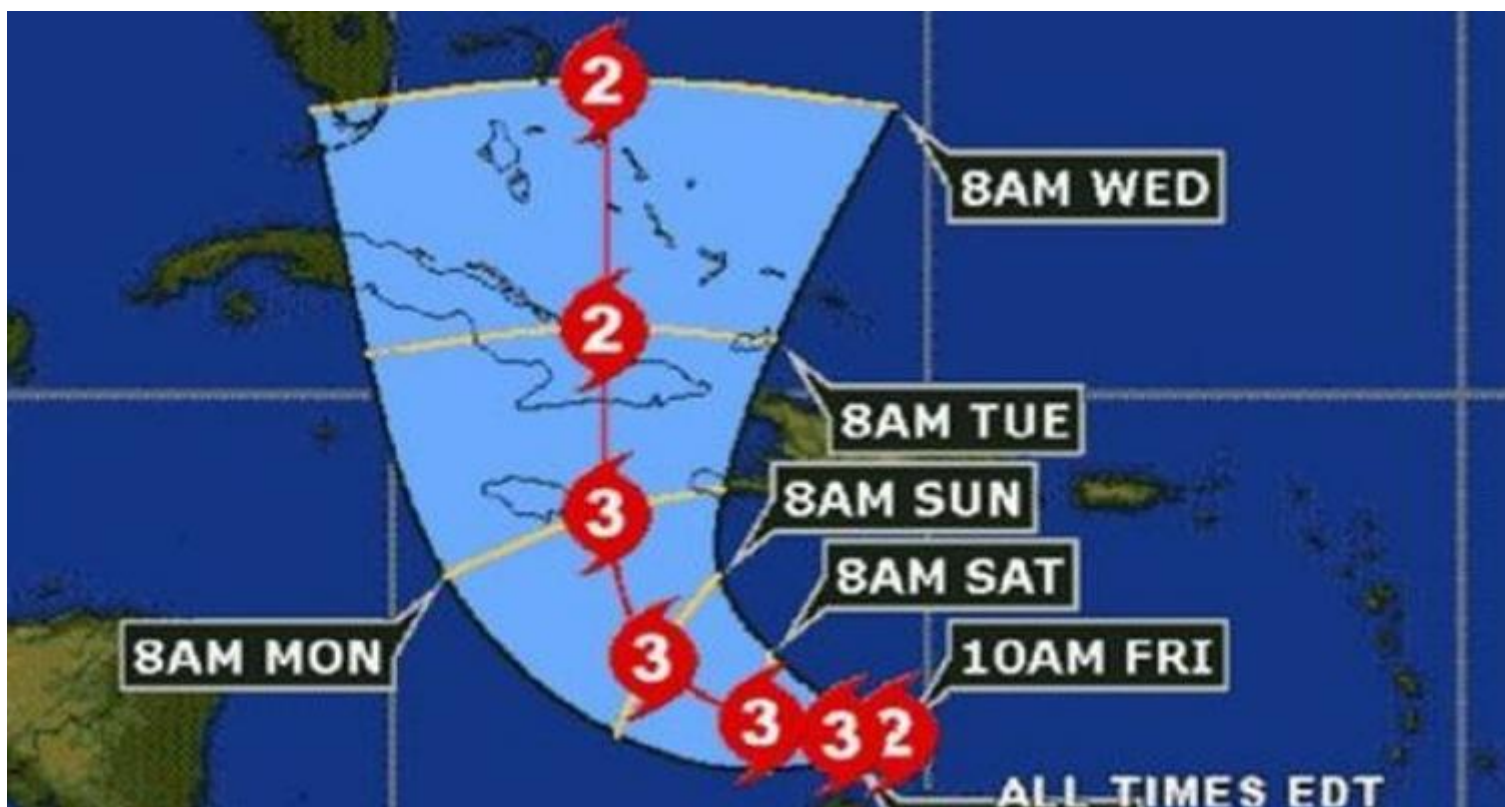 2
8AM WED
2
8AM TUE
3
8AM SUN
8AM SAT
8AM MON
3
10AM FRI
3
3
2
ALL TIMES EDT